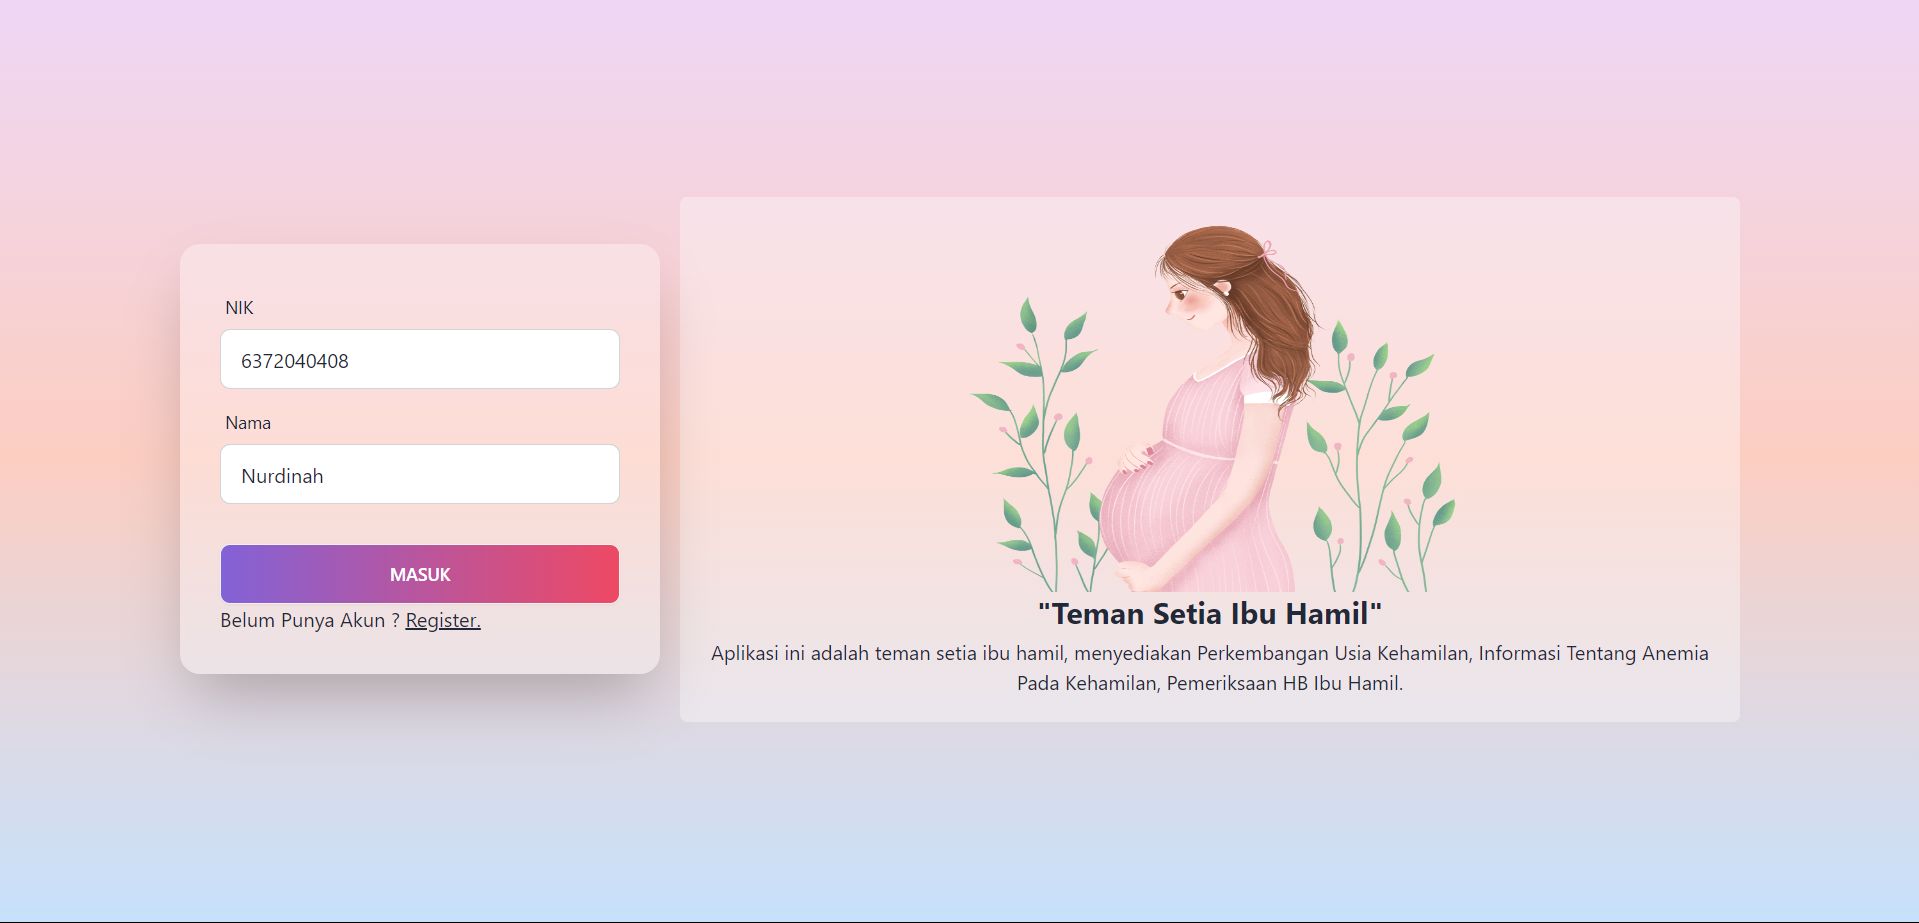 NIK
6372040408
Nama
Nurdinah
MASUK
Belum Punya Akun ? Register.
"Teman Setia Ibu Hamil"
Aplikasi ini adalah teman setia ibu hamil, menyediakan Perkembangan Usia Kehamilan, Informasi Tentang Anemia
Pada Kehamilan, Pemeriksaan HB Ibu Hamil.